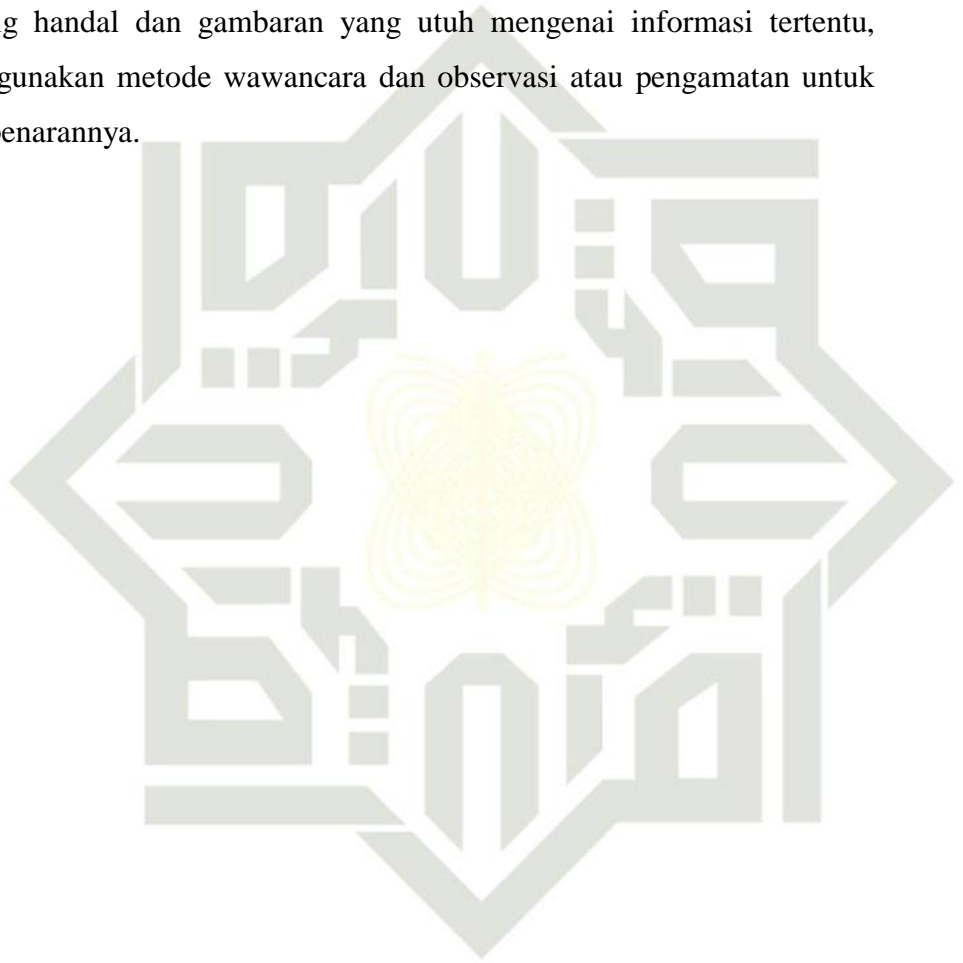 g handal dan gambaran yang utuh mengenai informasi tertentu,
gunakan metode wawancara dan observasi atau pengamatan untuk
enarannya.